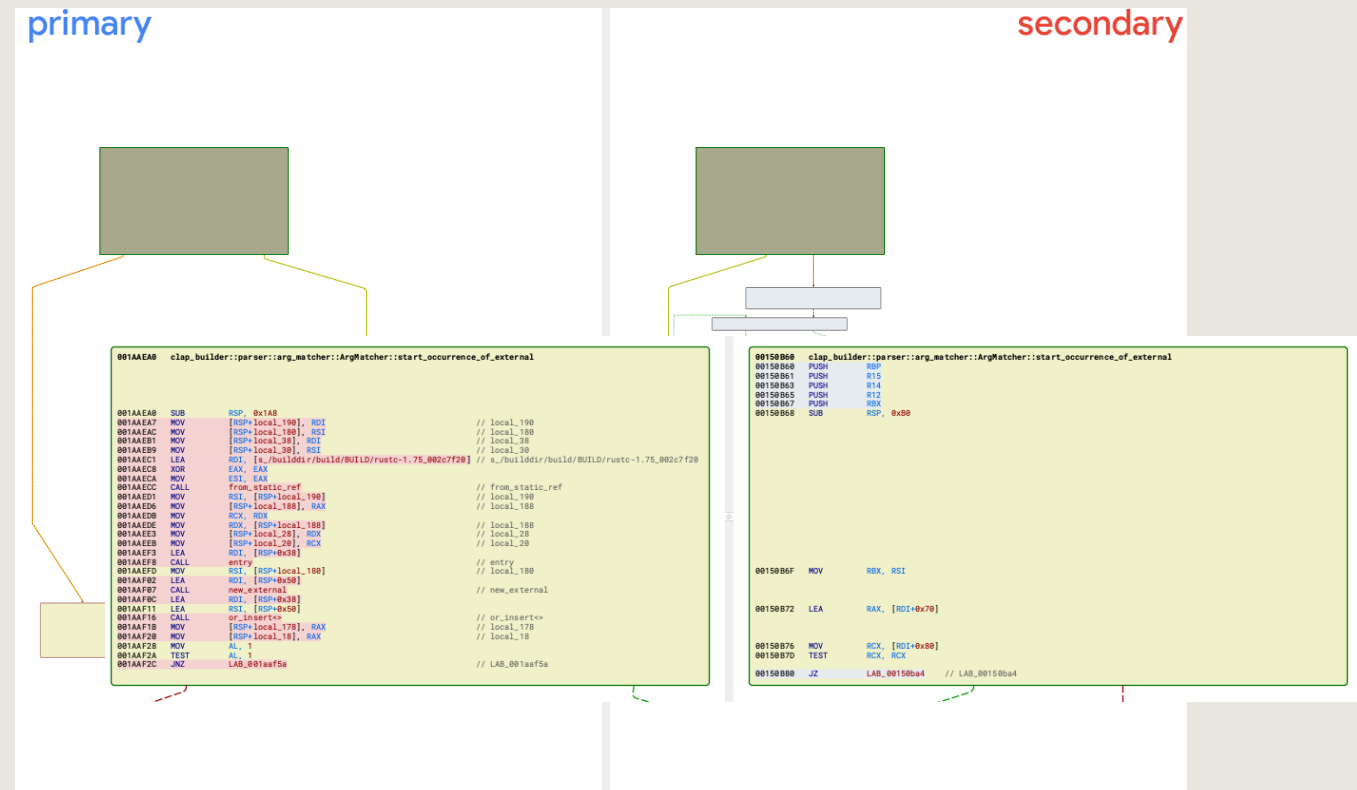 primary
secondary
001AAEA0 clap_builder::parser::arg_matcher::ArgMatcher::start_occurrence_of_external
001AAEA0 SUB RSP, 0x1A8
001AAEA7 MOV [RSP+local_190], RDI // local_190
001AAEAC MOV [RSP+local_180], RSI // local_180
001AAEB1 MOV [RSP+local_38], RDI // local_38
001AAEB9 MOV [RSP+local_30], RSI // local_30
001AAEC1 LEA RDI, [s_/builddir/build/BUILD/rustc-1.75_002c7f20] // s_/builddir/build/BUILD/rustc-1.75_002c7f20
001AAEC8 XOR EAX, EAX
001AAECA MOV ESI, EAX
001AAECC CALL from_static_ref // from_static_ref
001AAED1 MOV RSI, [RSP+local_190] // local_190
001AAED6 MOV [RSP+local_188], RAX // local_188
001AAEDB MOV RCX, RDX
001AAEDE MOV RDX, [RSP+local_188] // local_188
001AAEE3 MOV [RSP+local_28], RDX // local_28
001AAEEB MOV [RSP+local_20], RCX // local_20
001AAEF3 LEA RDI, [RSP+0x38]
001AAEF8 CALL entry // entry
001AAEFD MOV RSI, [RSP+local_180] // local_180
001AAF02 LEA RDI, [RSP+0x50]
001AAF07 CALL new_external // new_external
001AAF0C LEA RDI, [RSP+0x38]
001AAF11 LEA RSI, [RSP+0x50]
001AAF16 CALL or_insert<> // or_insert<>
001AAF1B MOV [RSP+local_178], RAX // local_178
001AAF20 MOV [RSP+local_18], RAX // local_18
001AAF28 MOV AL, 1
001AAF2A TEST AL, 1
001AAF2C JNZ LAB_001aaf5a // LAB_001aaf5a
00150B60 clap_builder::parser::arg_matcher::ArgMatcher::start_occurrence_of_external
00150B60 PUSH RBP
00150B61 PUSH R15
00150B63 PUSH R14
00150B65 PUSH R12
00150B67 PUSH RBX
00150B68 SUB RSP, 0xB0
00150B6F MOV RBX, RSI
00150B72 LEA RAX, [RDI+0x70]
00150B76 MOV RCX, [RDI+0x80]
00150B7D TEST RCX, RCX
00150B80 JZ LAB_00150ba4 // LAB_00150ba4